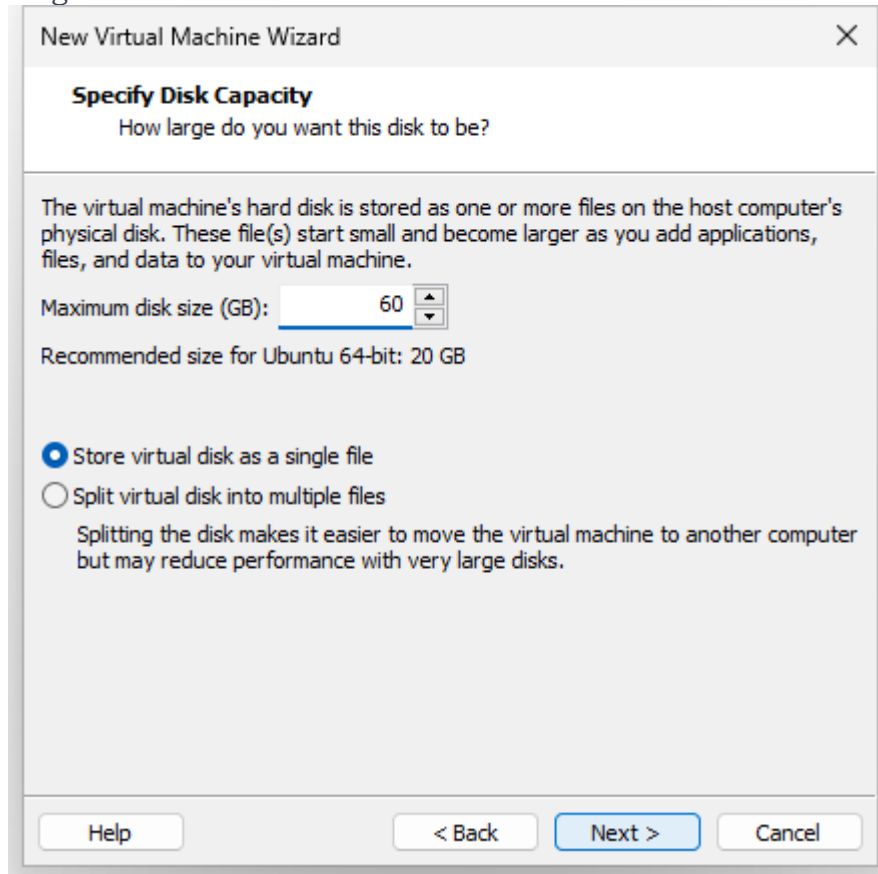 New Virtual Machine Wizard
Specify Disk Capacity
How large do you want this disk to be?
The virtual machine's hard disk is stored as one or more files on the host computer's
physical disk. These file(s) start small and become larger as you add applications,
files, and data to your virtual machine.
Maximum disk size (GB): 60
Recommended size for Ubuntu 64-bit: 20 GB
Store virtual disk as a single file
Split virtual disk into multiple files
Splitting the disk makes it easier to move the virtual machine to another computer
but may reduce performance with very large disks.
Help < Back Next > Cancel